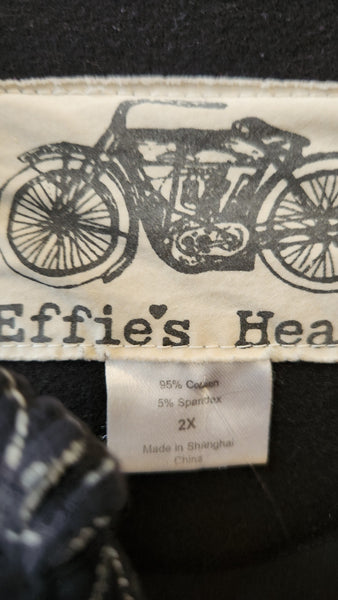 Effie's Hea
95% Cotton
5% Spandex
2X
Made in Shanghai
China